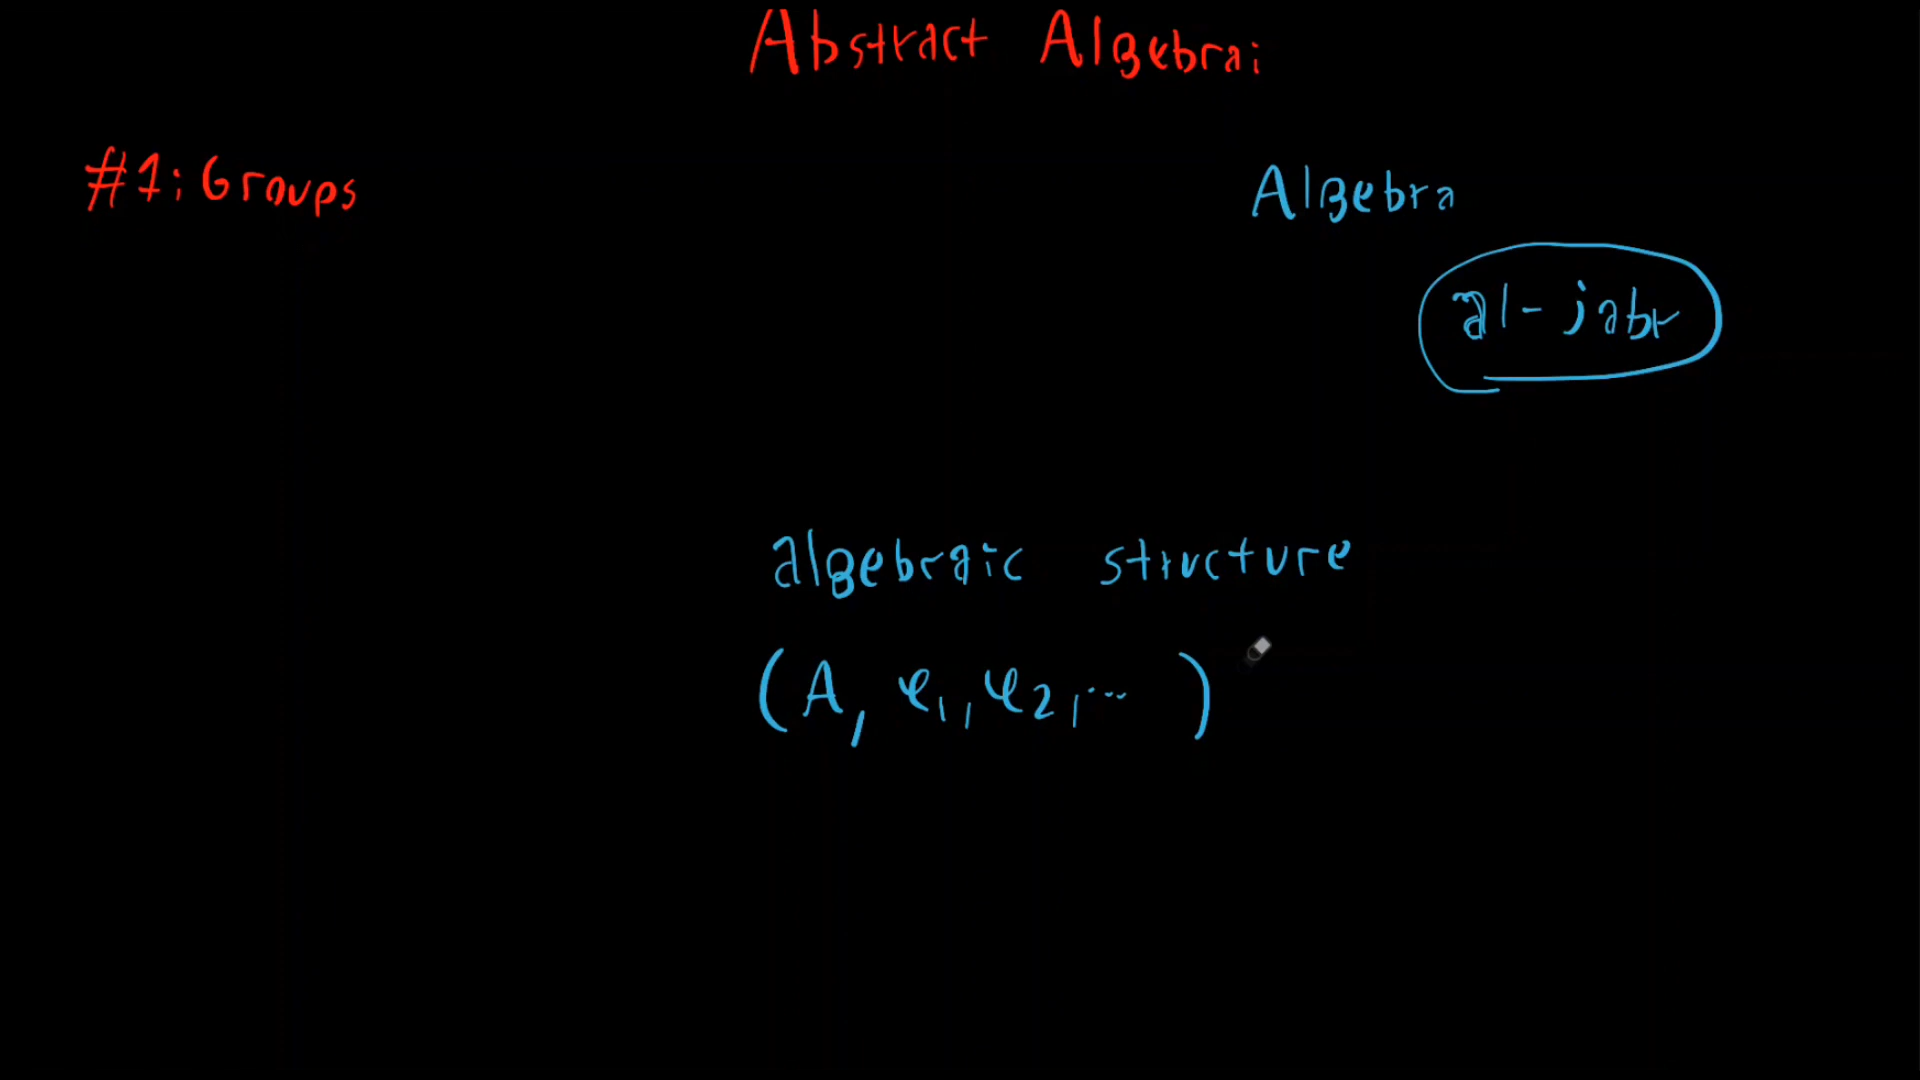 Abstract Algebra:
#1: Groups
Algebra
al-jabr
algebraic structure
(A, φ1, φ2, ... )